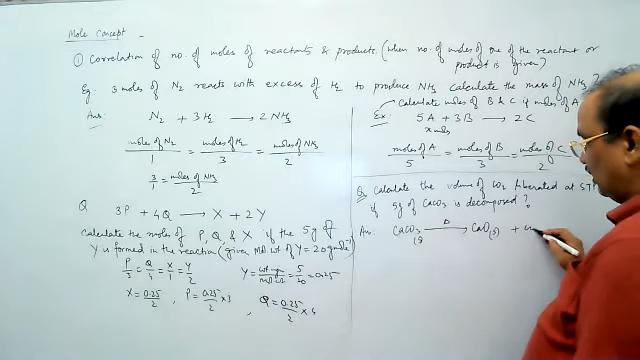 Mole Concept -
① Correlation of no. of moles of reactants & products. (when no. of moles of one of the reactant or
product is given)
Eg: 3 moles of N₂ reacts with excess of H₂ to produce NH₃ calculate the mass of NH₃?
Ans: N₂ + 3H₂ → 2NH₃
moles of N₂/1 = moles of H₂/3 = moles of NH₃/2
3/1 = moles of NH₃/2
Q 3P + 4Q → X + 2Y
Calculate the moles of P, Q, & X if the 5g of
Y is formed in the reaction (given Mol wt of Y = 20 g mole⁻¹)
P/3 = Q/4 = X/1 = Y/2 Y = = 5/20 = 0.25
X = 0.25/2 , P = 0.25/2 × 3 , Q = 0.25/2 × 4
Calculate moles of B & C if moles of A
Ex: 5A + 3B → 2C
x moles
moles of A/5 = moles of B/3 = moles of C/2
Q. Calculate the volume of CO₂ liberated at STP
if 5g of CaCO₃ is decomposed?
Ans: CaCO₃(s) —Δ→ CaO(s) +